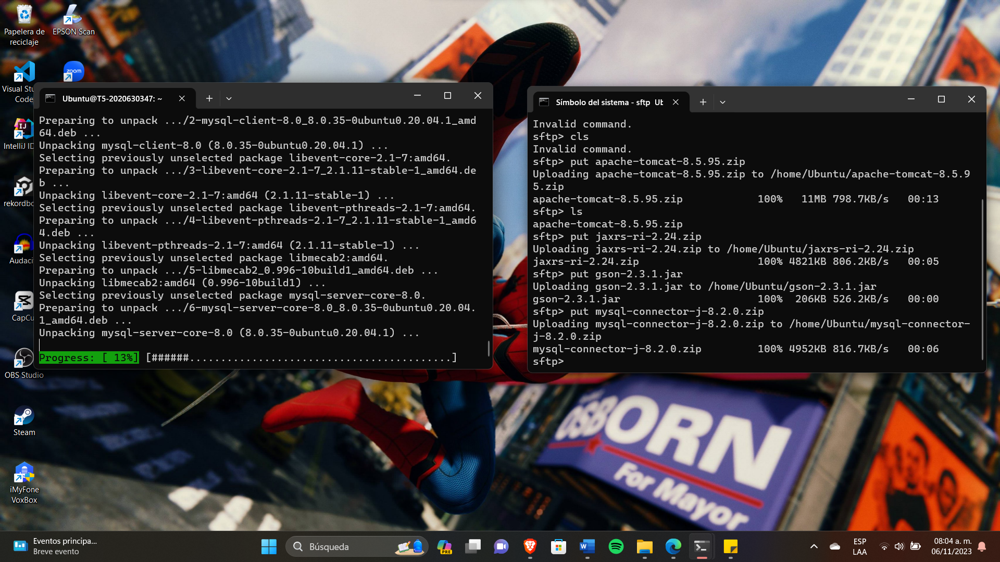 Papelera de
reciclaje
EPSON Scan
Visual Stu
Code
zoom
IJ
IntelliJ ID
rekordbo
Audaci
CapCu
OBS Studio
Steam
iMyFone
VoxBox
Ubuntu@T5-2020630347: ~
Preparing to unpack .../2-mysql-client-8.0_8.0.35-0ubuntu0.20.04.1_amd
64.deb ...
Unpacking mysql-client-8.0 (8.0.35-0ubuntu0.20.04.1) ...
Selecting previously unselected package libevent-core-2.1-7:amd64.
Preparing to unpack .../3-libevent-core-2.1-7_2.1.11-stable-1_amd64.de
b ...
Unpacking libevent-core-2.1-7:amd64 (2.1.11-stable-1) ...
Selecting previously unselected package libevent-pthreads-2.1-7:amd64.
Preparing to unpack .../4-libevent-pthreads-2.1-7_2.1.11-stable-1_amd6
4.deb ...
Unpacking libevent-pthreads-2.1-7:amd64 (2.1.11-stable-1) ...
Selecting previously unselected package libmecab2:amd64.
Preparing to unpack .../5-libmecab2_0.996-10build1_amd64.deb ...
Unpacking libmecab2:amd64 (0.996-10build1) ...
Selecting previously unselected package mysql-server-core-8.0.
Preparing to unpack .../6-mysql-server-core-8.0_8.0.35-0ubuntu0.20.04.
1_amd64.deb ...
Unpacking mysql-server-core-8.0 (8.0.35-0ubuntu0.20.04.1) ...
Progress: [ 13%] [######..........................................]
Símbolo del sistema - sftp Ub
Invalid command.
sftp> cls
Invalid command.
sftp> put apache-tomcat-8.5.95.zip
Uploading apache-tomcat-8.5.95.zip to /home/Ubuntu/apache-tomcat-8.5.9
5.zip
apache-tomcat-8.5.95.zip 100% 11MB 798.7KB/s 00:13
sftp> ls
apache-tomcat-8.5.95.zip
sftp> put jaxrs-ri-2.24.zip
Uploading jaxrs-ri-2.24.zip to /home/Ubuntu/jaxrs-ri-2.24.zip
jaxrs-ri-2.24.zip 100% 4821KB 806.2KB/s 00:05
sftp> put gson-2.3.1.jar
Uploading gson-2.3.1.jar to /home/Ubuntu/gson-2.3.1.jar
gson-2.3.1.jar 100% 206KB 526.2KB/s 00:00
sftp> put mysql-connector-j-8.2.0.zip
Uploading mysql-connector-j-8.2.0.zip to /home/Ubuntu/mysql-connector-
j-8.2.0.zip
mysql-connector-j-8.2.0.zip 100% 4952KB 816.7KB/s 00:06
sftp>
OSBORN
For Mayor
Eventos principa...
Breve evento
Búsqueda
PRE
W
ESP
LAA
08:04 a. m.
06/11/2023